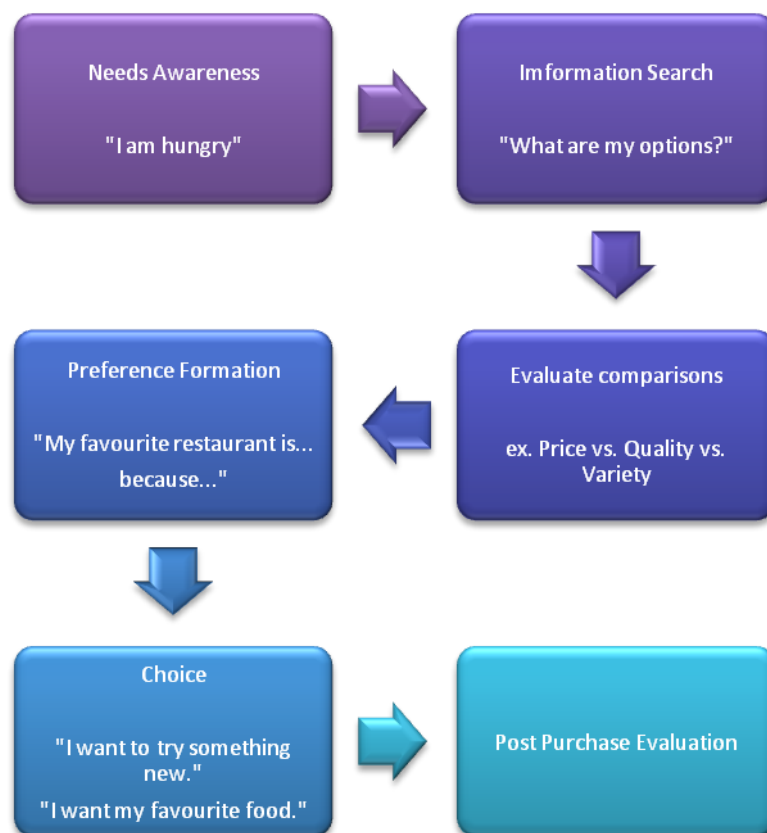 Needs Awareness
"I am hungry"
Imformation Search
"What are my options?"
Evaluate comparisons
ex. Price vs. Quality vs.
Variety
Preference Formation
"My favourite restaurant is...
because..."
Choice
"I want to try something
new."
"I want my favourite food."
Post Purchase Evaluation